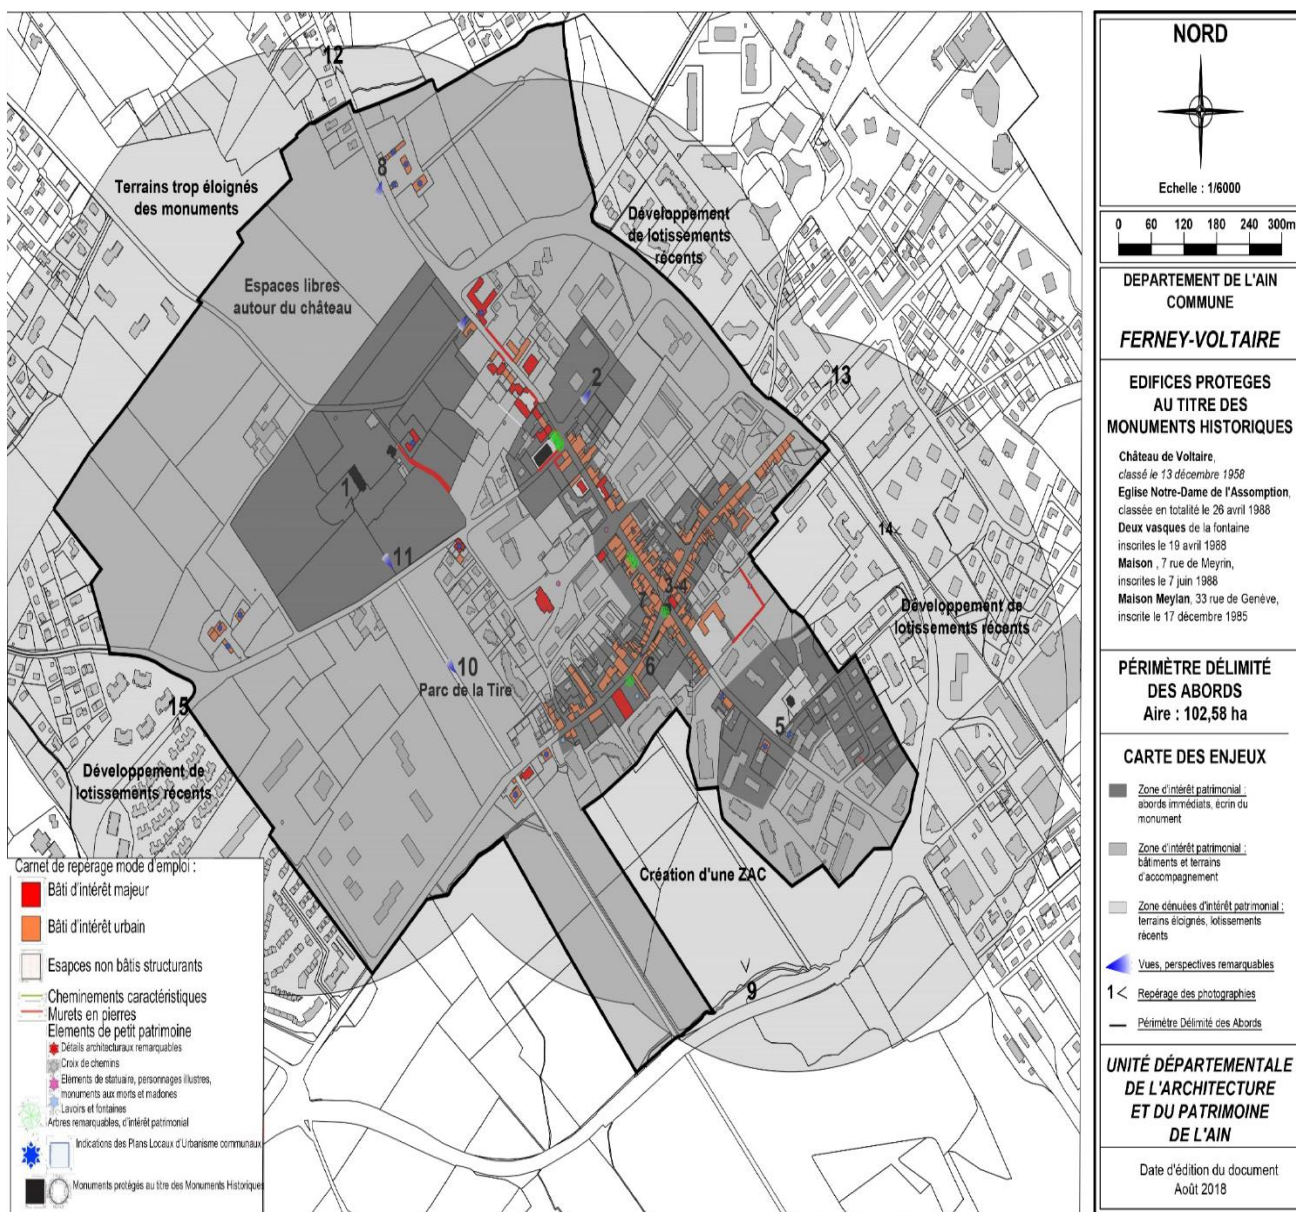 12
8
Terrains trop éloignés
des monuments
Développement
de lotissements
récents
Espaces libres
autour du château
2
13
1
11
14
3-4
7
Développement de
lotissements récents
10
Parc de la Tire
6
5
15
Développement de
lotissements récents
Création d'une ZAC
9
Carnet de repérage mode d'emploi :
Bâti d'intérêt majeur
Bâti d'intérêt urbain
Esapces non bâtis structurants
Cheminements caractéristiques
Murets en pierres
Elements de petit patrimoine
Détails architecturaux remarquables
Croix de chemins
Eléments de statuaire, personnages illustres,
monuments aux morts et madones
Lavoirs et fontaines
Arbres remarquables, d'intérêt patrimonial
Indications des Plans Locaux d'Urbanisme communaux
Monuments protégés au titre des Monuments Historiques
NORD
Echelle : 1/6000
0 60 120 180 240 300m
DEPARTEMENT DE L'AIN
COMMUNE
FERNEY-VOLTAIRE
EDIFICES PROTEGES
AU TITRE DES
MONUMENTS HISTORIQUES
Château de Voltaire,
classé le 13 décembre 1958
Eglise Notre-Dame de l'Assomption,
classée en totalité le 26 avril 1988
Deux vasques de la fontaine
inscrites le 19 avril 1988
Maison , 7 rue de Meyrin,
inscrites le 7 juin 1988
Maison Meylan, 33 rue de Genève,
inscrite le 17 décembre 1985
PÉRIMÈTRE DÉLIMITÉ
DES ABORDS
Aire : 102,58 ha
CARTE DES ENJEUX
Zone d'intérêt patrimonial :
abords immédiats, écrin du
monument
Zone d'intérêt patrimonial :
bâtiments et terrains
d'accompagnement
Zone dénuées d'intérêt patrimonial :
terrains éloignés, lotissements
récents
Vues, perspectives remarquables
1< Repérage des photographies
Périmètre Délimité des Abords
UNITÉ DÉPARTEMENTALE
DE L'ARCHITECTURE
ET DU PATRIMOINE
DE L'AIN
Date d'édition du document
Août 2018